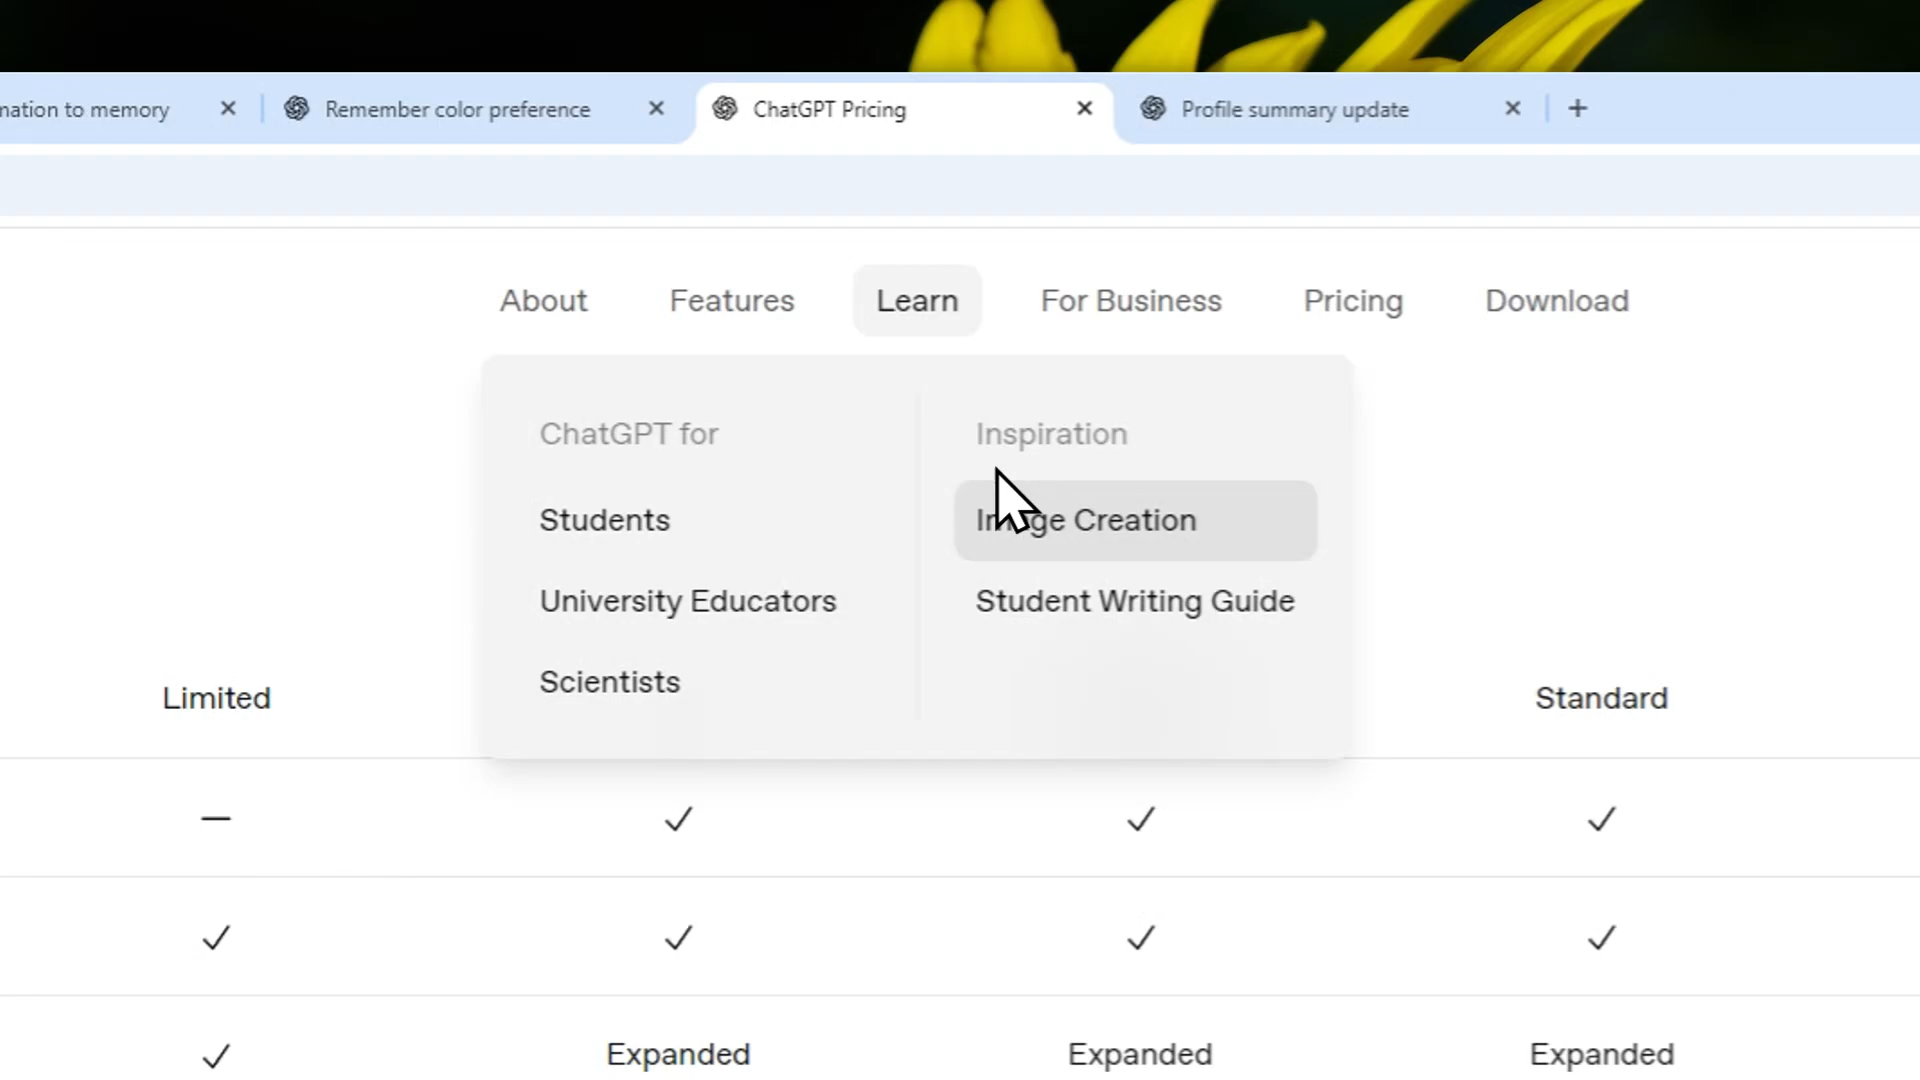 nation to memory
Remember color preference
ChatGPT Pricing
Profile summary update
About
Features
Learn
For Business
Pricing
Download
ChatGPT for
Students
University Educators
Scientists
Inspiration
Image Creation
Student Writing Guide
Limited
Standard
Expanded
Expanded
Expanded